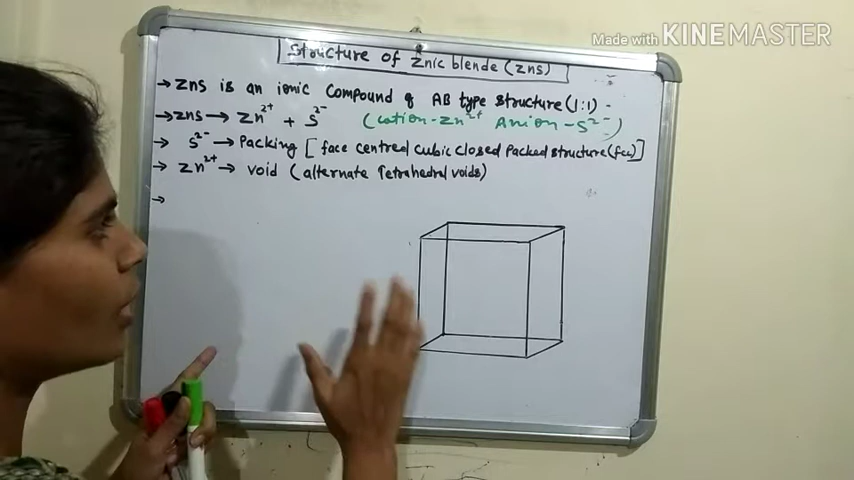 Made with KINEMASTER
Structure of Znic blende (ZnS)
→ ZnS is an ionic compound of AB type structure (1:1) -
→ ZnS → Zn²⁺ + S²⁻ (cation - Zn²⁺ Anion - S²⁻)
→ S²⁻ → Packing [face centred cubic closed Packed structure (fcc)]
→ Zn²⁺ → void (alternate Tetrahedral voids)
→